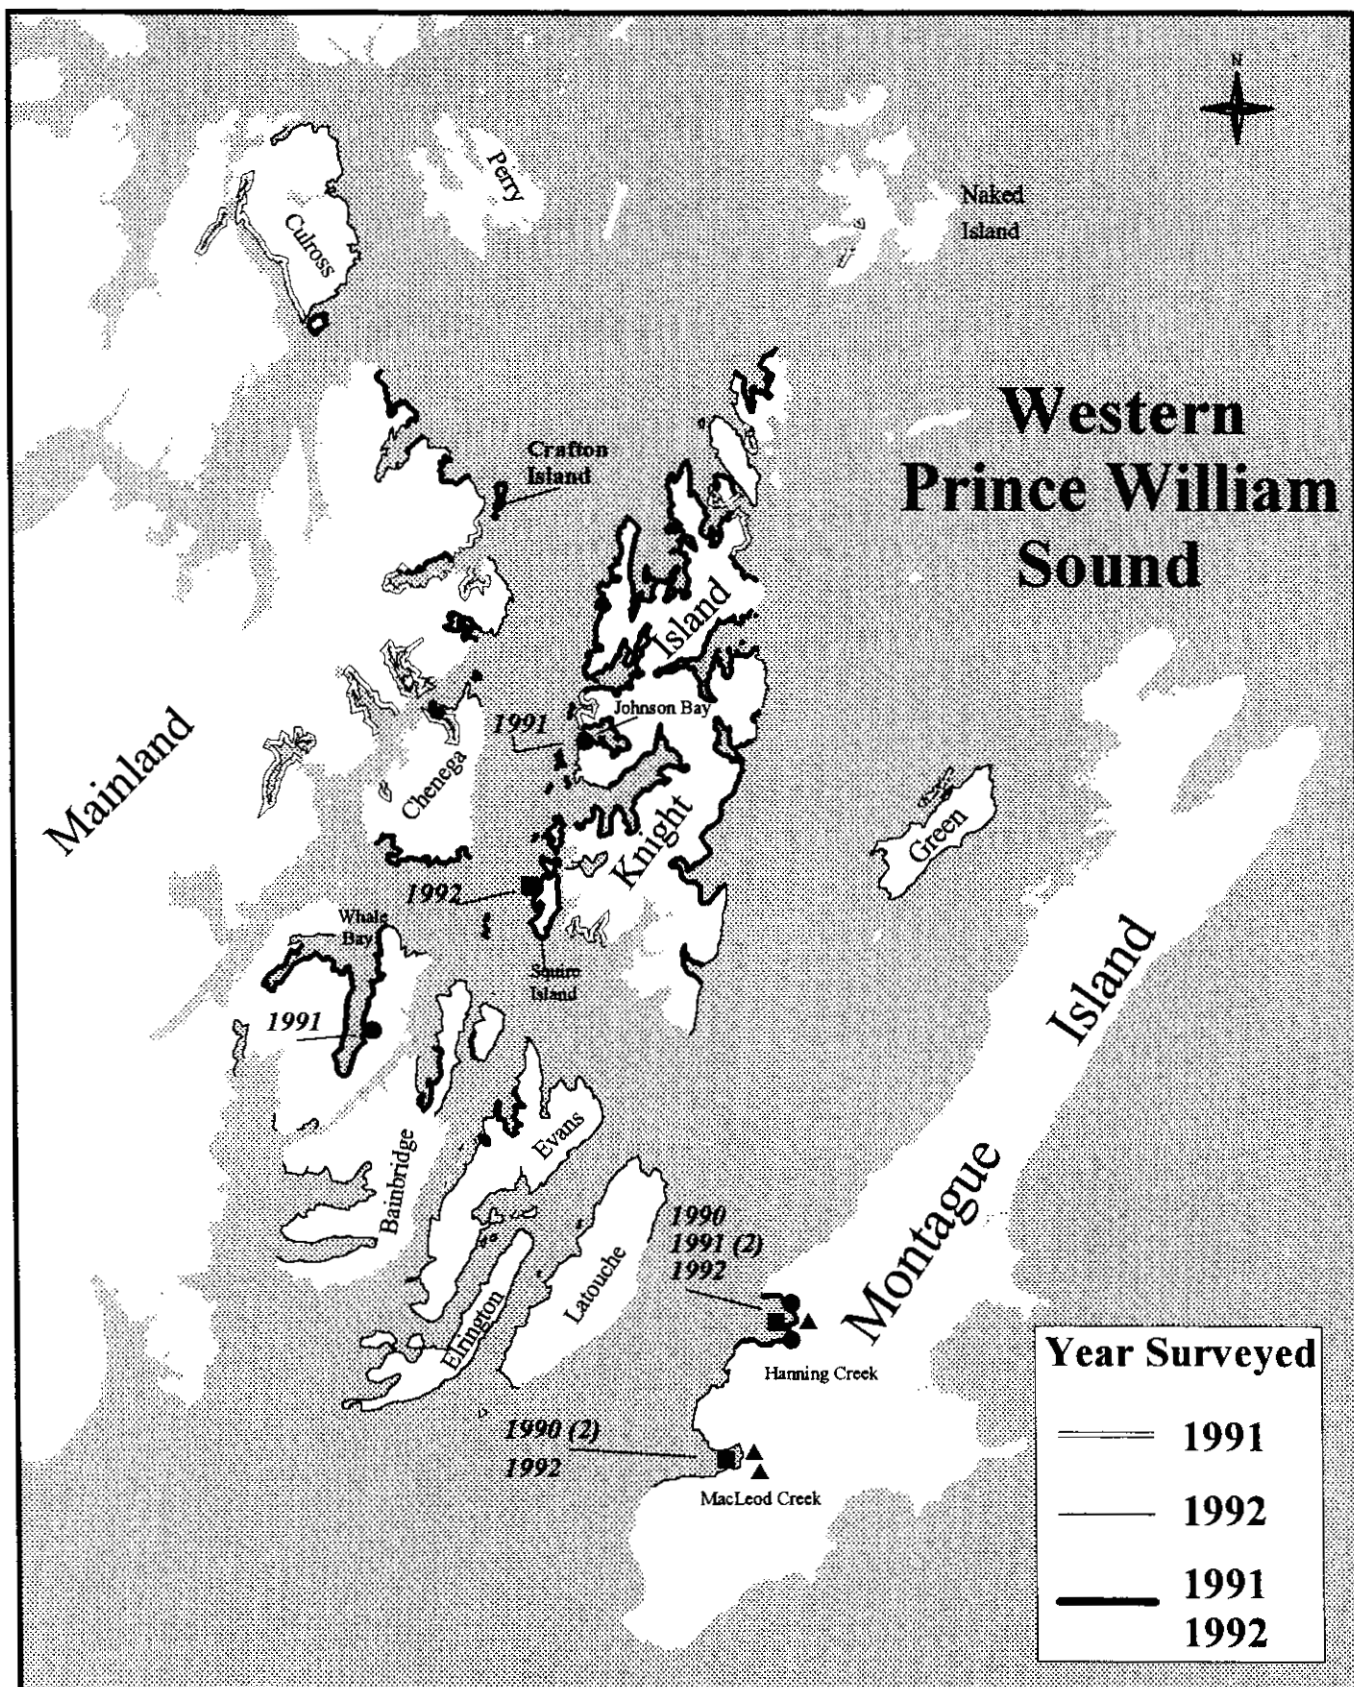 N
Perry
Naked
Island
Culross
Western
Prince William
Sound
Crafton
Island
Island
Johnson Bay
1991
Mainland
Chenega
Knight
Green
1992
Whale
Bay
Squire
Island
1991
Island
Evans
Bainbridge
Montague
1990
1991 (2)
1992
Latouche
Elrington
Hanning Creek
1990 (2)
1992
MacLeod Creek
Year Surveyed
1991
1992
1991
1992